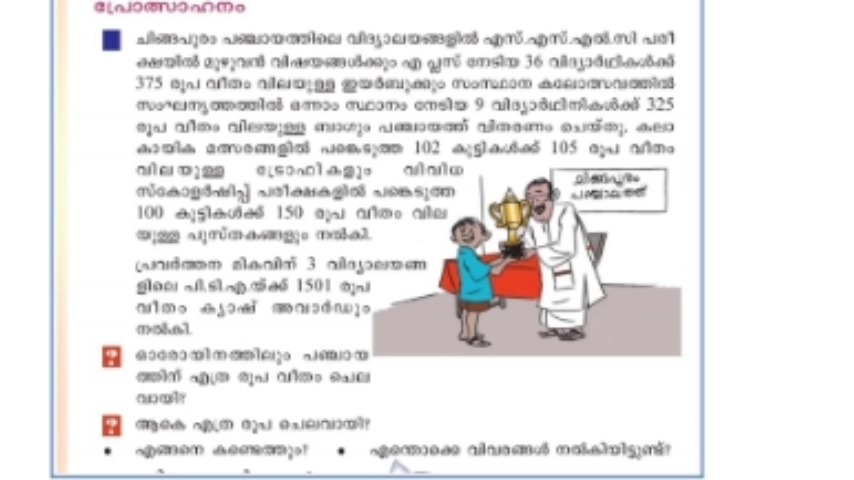 പ്രോത്സാഹനം
ചിങ്ങപുരം പഞ്ചായത്തിലെ വിദ്യാലയങ്ങളിൽ എസ്.എസ്.എൽ.സി പരീ
ക്ഷയിൽ മുഴുവൻ വിഷയങ്ങൾക്കും എ പ്ലസ് നേടിയ 36 വിദ്യാർഥികൾക്ക്
375 രൂപ വീതം വിലയുള്ള ഇയർബുക്കും സംസ്ഥാന കലോത്സവത്തിൽ
സംഘനൃത്തത്തിൽ ഒന്നാം സ്ഥാനം നേടിയ 9 വിദ്യാർഥിനികൾക്ക് 325
രൂപ വീതം വിലയുള്ള ബാഗും പഞ്ചായത്ത് വിതരണം ചെയ്തു. കലാ
കായിക മത്സരങ്ങളിൽ പങ്കെടുത്ത 102 കുട്ടികൾക്ക് 105 രൂപ വീതം
വിലയുള്ള ട്രോഫികളും വിവിധ
സ്കോളർഷിപ്പ് പരീക്ഷകളിൽ പങ്കെടുത്ത
100 കുട്ടികൾക്ക് 150 രൂപ വീതം വില
യുള്ള പുസ്തകങ്ങളും നൽകി.
ചിങ്ങപുരം
പഞ്ചായത്ത്
പ്രവർത്തന മികവിന് 3 വിദ്യാലയങ്ങ
ളിലെ പി.ടി.എ.യ്ക്ക് 1501 രൂപ
വീതം ക്യാഷ് അവാർഡും
നൽകി.
? ഓരോയിനത്തിലും പഞ്ചായ
ത്തിന് എത്ര രൂപ വീതം ചെല
വായി?
? ആകെ എത്ര രൂപ ചെലവായി?
• എങ്ങനെ കണ്ടെത്തും? • എന്തൊക്കെ വിവരങ്ങൾ നൽകിയിട്ടുണ്ട്?